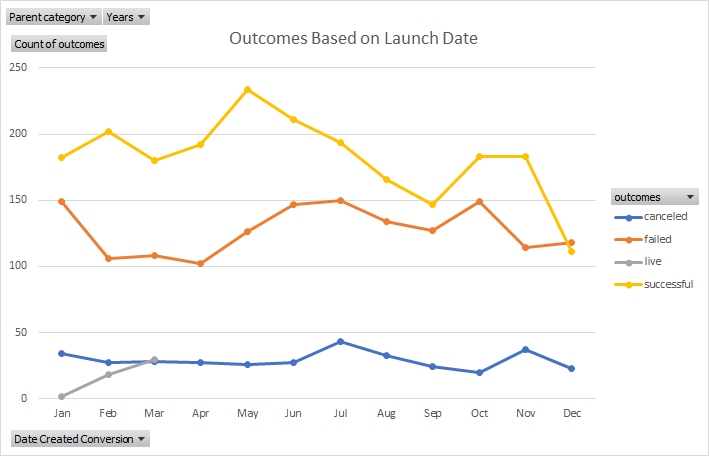 Parent category Years
Count of outcomes
Outcomes Based on Launch Date
250
200
150
100
50
0
Jan Feb Mar Apr May Jun Jul Aug Sep Oct Nov Dec
outcomes
canceled
failed
live
successful
Date Created Conversion